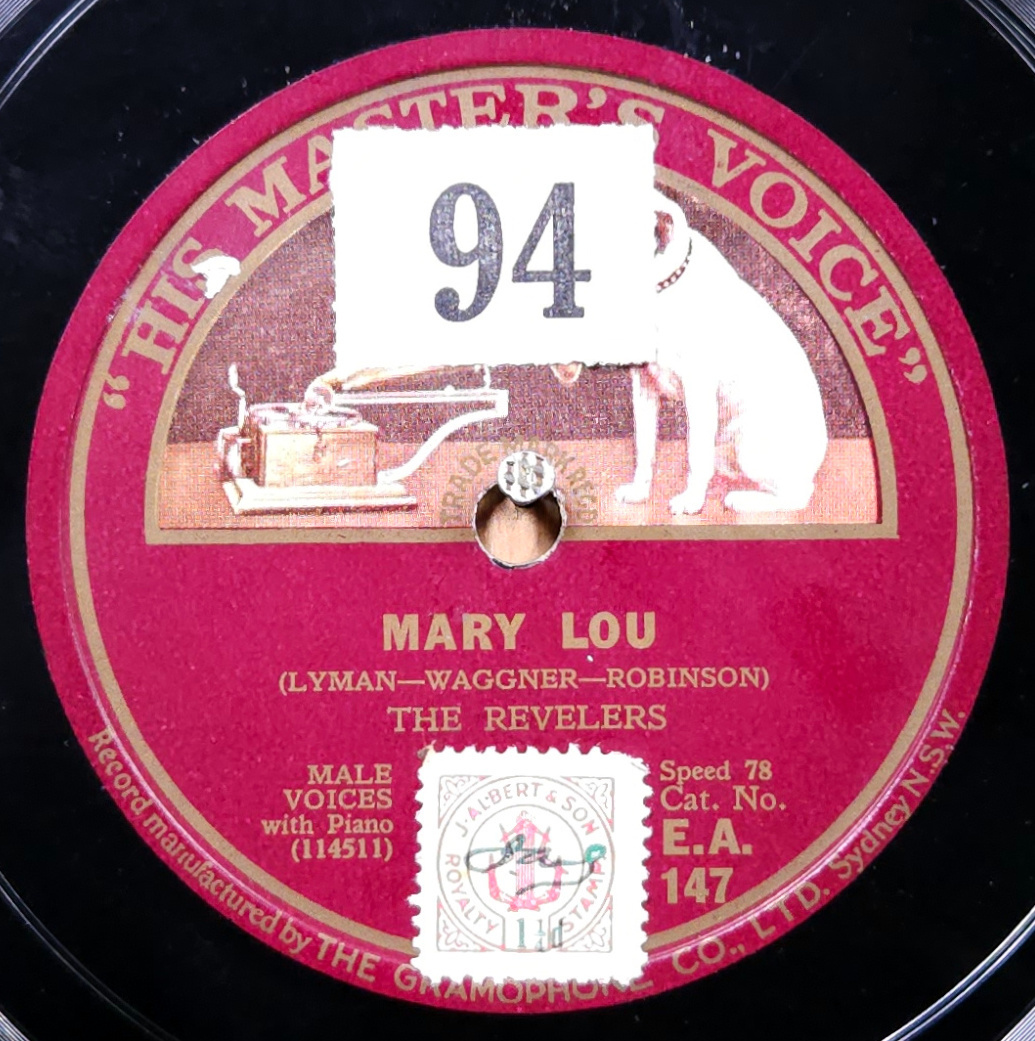 "HIS MASTER'S VOICE"
94
TRADE MARK REGD
MARY LOU
(LYMAN—WAGGNER—ROBINSON)
THE REVELERS
MALE
VOICES
with Piano
(114511)
Speed 78
Cat. No.
E.A.
147
J. ALBERT & SON
ROYALTY STAMP
1½d
Record manufactured by THE GRAMOPHONE CO., LTD. Sydney N.S.W.